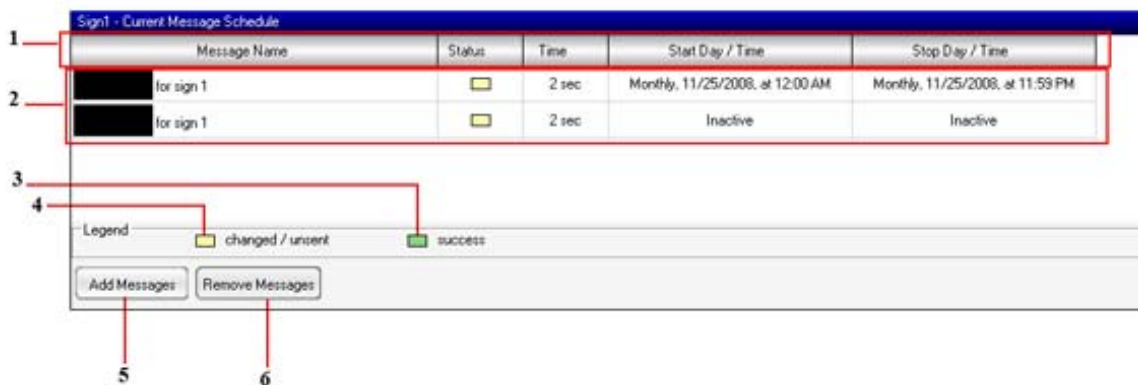 Sign1 - Current Message Schedule
1
Message Name Status Time Start Day / Time Stop Day / Time
for sign 1 2 sec Monthly, 11/25/2008, at 12:00 AM Monthly, 11/25/2008, at 11:59 PM
2
for sign 1 2 sec Inactive Inactive
3
4
Legend changed / unsent success
Add Messages Remove Messages
5 6